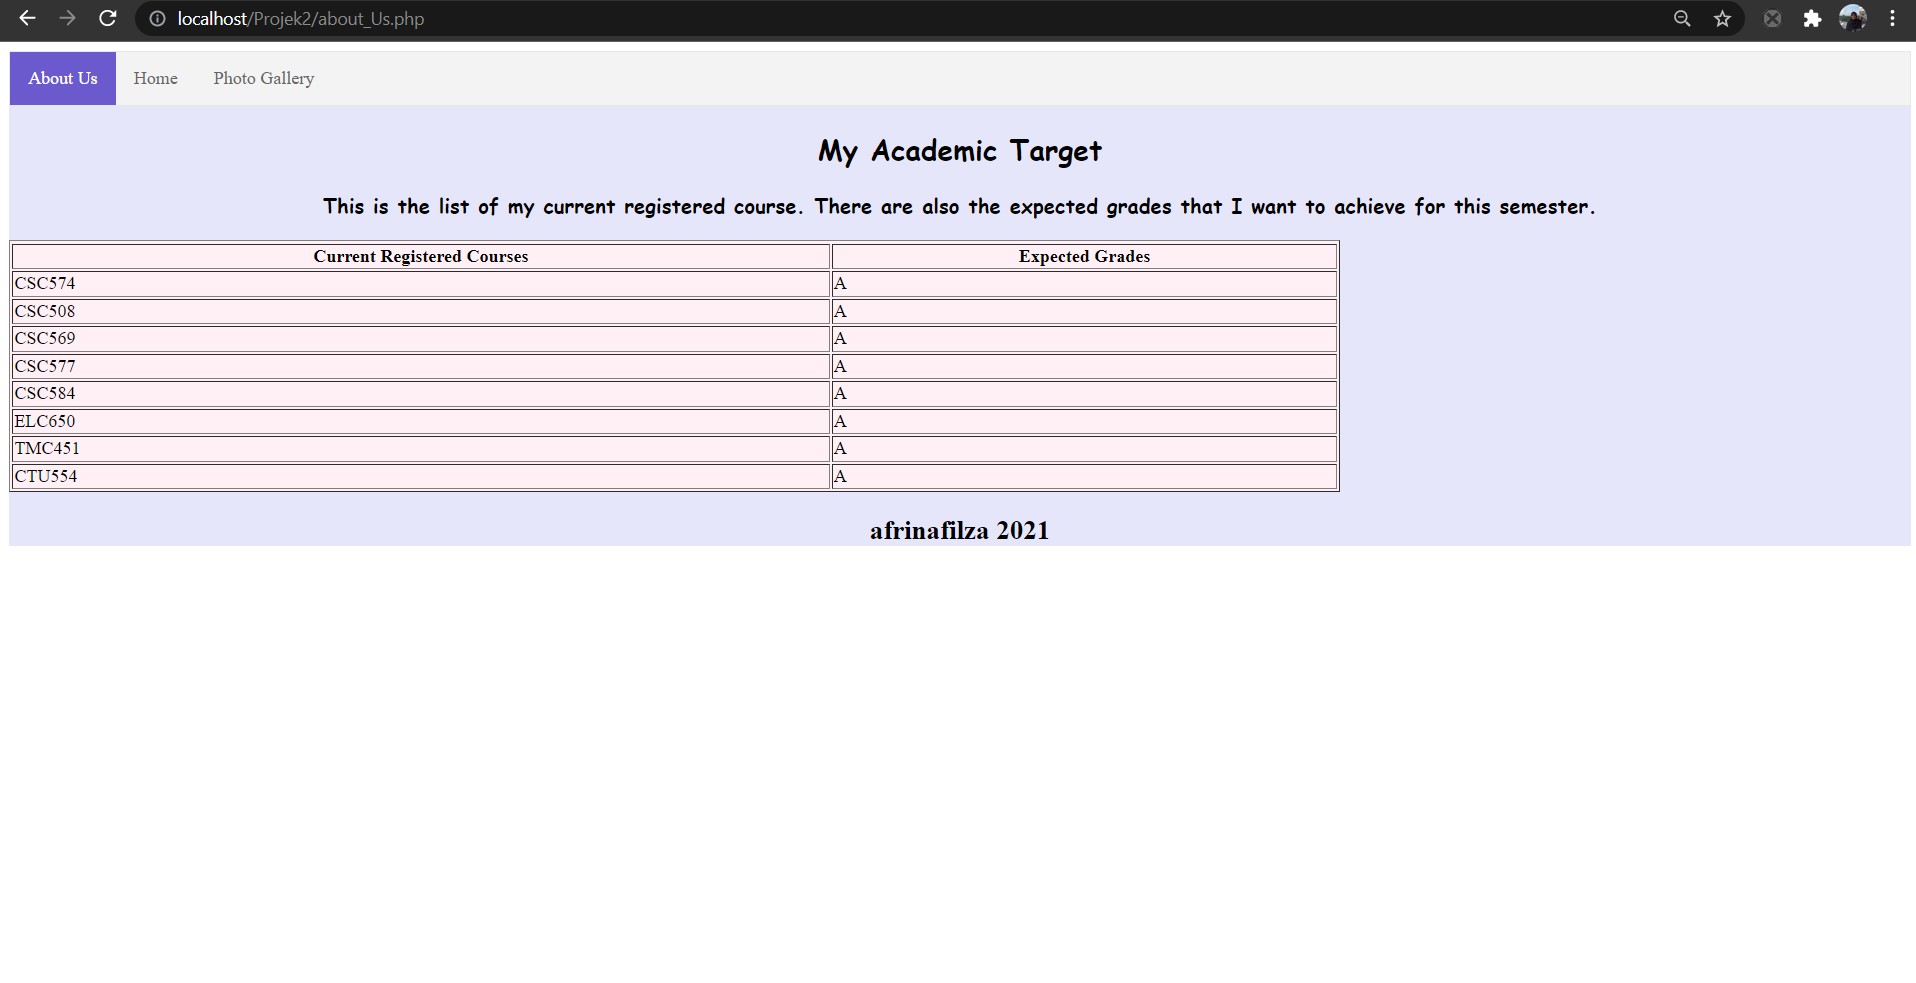 localhost/Projek2/about_Us.php
About Us Home Photo Gallery
My Academic Target
This is the list of my current registered course. There are also the expected grades that I want to achieve for this semester.
Current Registered Courses Expected Grades
CSC574 A
CSC508 A
CSC569 A
CSC577 A
CSC584 A
ELC650 A
TMC451 A
CTU554 A
afrinafilza 2021